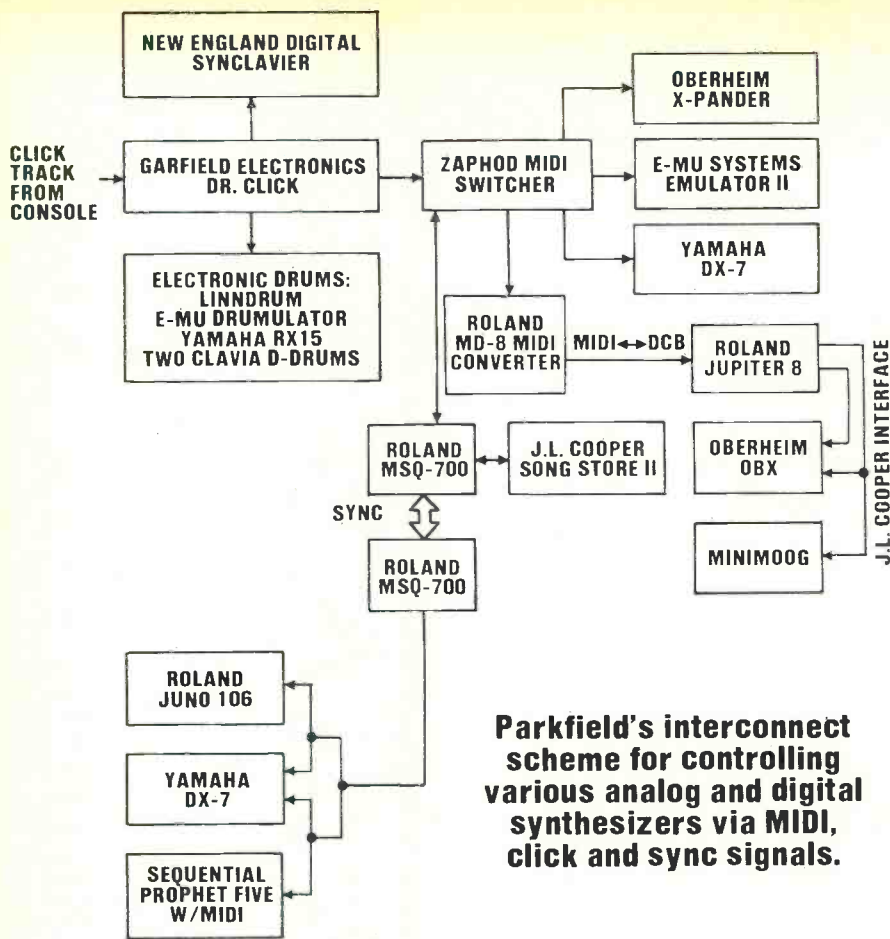 NEW ENGLAND DIGITAL
SYNCLAVIER
CLICK
TRACK
FROM
CONSOLE
GARFIELD ELECTRONICS
DR. CLICK
ELECTRONIC DRUMS:
LINNDRUM
E-MU DRUMULATOR
YAMAHA RX15
TWO CLAVIA D-DRUMS
ZAPHOD MIDI
SWITCHER
OBERHEIM
X-PANDER
E-MU SYSTEMS
EMULATOR II
YAMAHA
DX-7
ROLAND
MD-8 MIDI
CONVERTER
MIDI↔DCB
ROLAND
JUPITER 8
OBERHEIM
OBX
MINIMOOG
J.L. COOPER INTERFACE
ROLAND
MSQ-700
J.L. COOPER
SONG STORE II
SYNC
ROLAND
MSQ-700
ROLAND
JUNO 106
YAMAHA
DX-7
SEQUENTIAL
PROPHET FIVE
W/MIDI
Parkfield's interconnect
scheme for controlling
various analog and digital
synthesizers via MIDI,
click and sync signals.